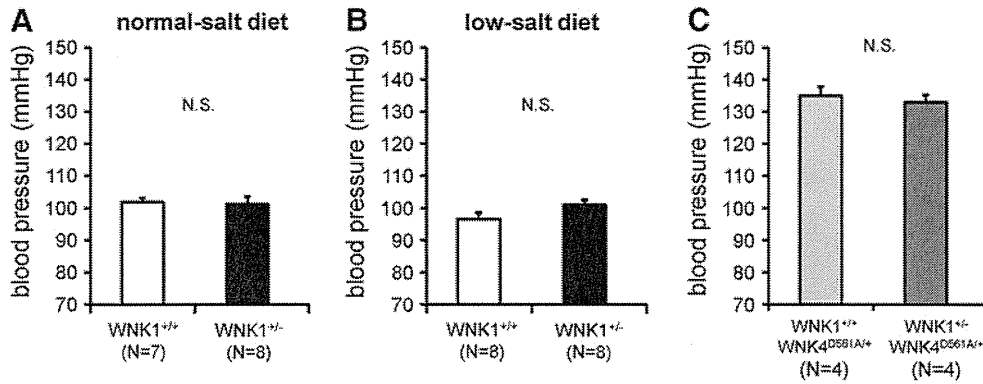 A normal-salt diet
blood pressure (mmHg)
150
140
130
120
110
100
90
80
70
N.S.
WNK1+/+
(N=7)
WNK1+/-
(N=8)
B low-salt diet
blood pressure (mmHg)
150
140
130
120
110
100
90
80
70
N.S.
WNK1+/+
(N=8)
WNK1+/-
(N=8)
C
blood pressure (mmHg)
150
140
130
120
110
100
90
80
70
N.S.
WNK1+/+
WNK4D561A/+
(N=4)
WNK1+/-
WNK4D561A/+
(N=4)